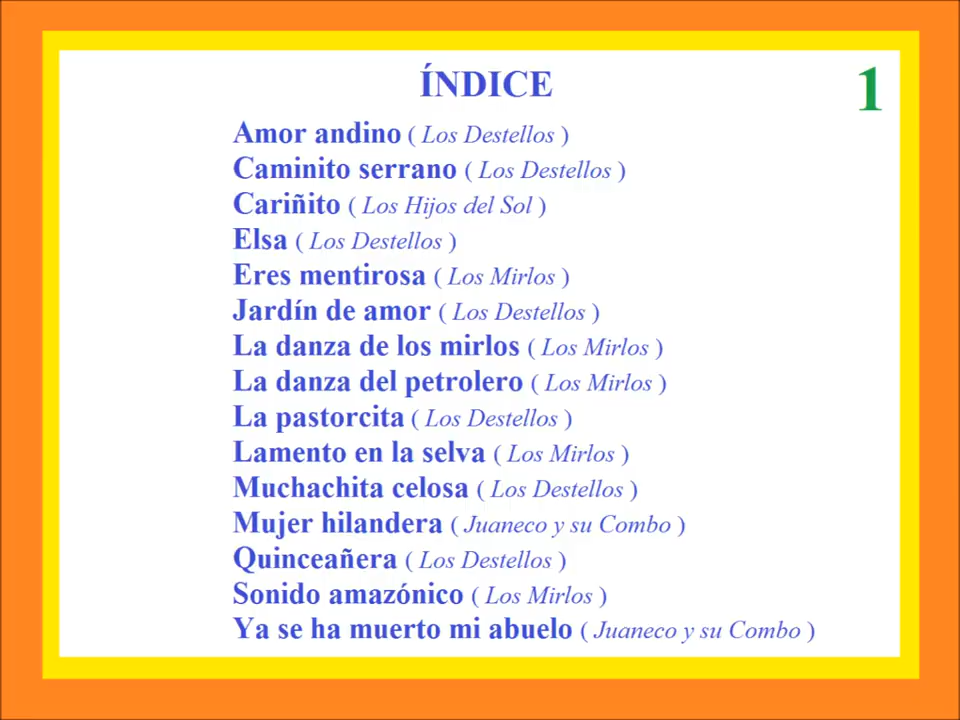 ÍNDICE
1
Amor andino ( Los Destellos )
Caminito serrano ( Los Destellos )
Cariñito ( Los Hijos del Sol )
Elsa ( Los Destellos )
Eres mentirosa ( Los Mirlos )
Jardín de amor ( Los Destellos )
La danza de los mirlos ( Los Mirlos )
La danza del petrolero ( Los Mirlos )
La pastorcita ( Los Destellos )
Lamento en la selva ( Los Mirlos )
Muchachita celosa ( Los Destellos )
Mujer hilandera ( Juaneco y su Combo )
Quinceañera ( Los Destellos )
Sonido amazónico ( Los Mirlos )
Ya se ha muerto mi abuelo ( Juaneco y su Combo )